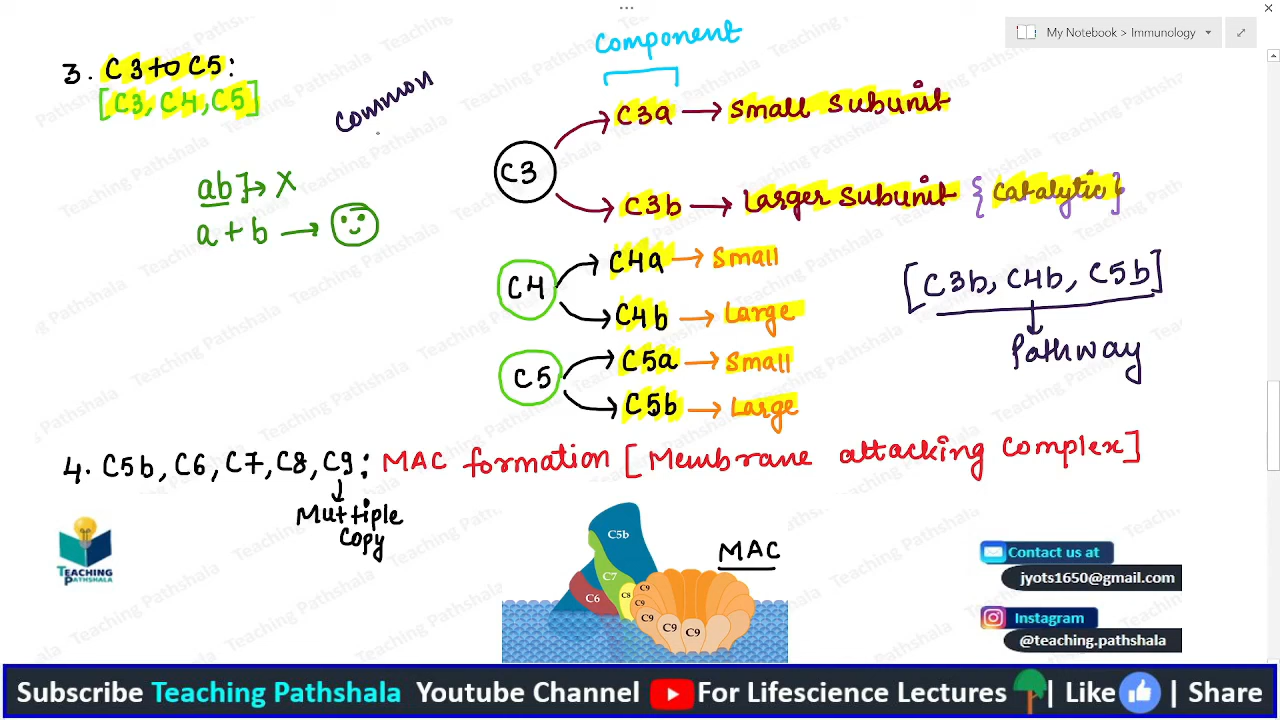 My Notebook > Immunology
3. C3 to C5:
[C3, C4, C5]
Common
ab] → X
a + b →
Component
C3
C3a → Small Subunit
C3b → Larger Subunit {Catalytic}
C4
C4a → Small
C4b → Large
C5
C5a → Small
C5b → Large
[C3b, C4b, C5b]
Pathway
4. C5b, C6, C7, C8, C9: MAC formation [Membrane attacking Complex]
Multiple
Copy
MAC
C5b
C7
C6
C8
C9
C9
C9
C9
C9
TEACHING
PATHSHALA
Contact us at
jyots1650@gmail.com
Instagram
@teaching.pathshala
Subscribe Teaching Pathshala Youtube Channel For Lifescience Lectures | Like | Share
Teaching Pathshala